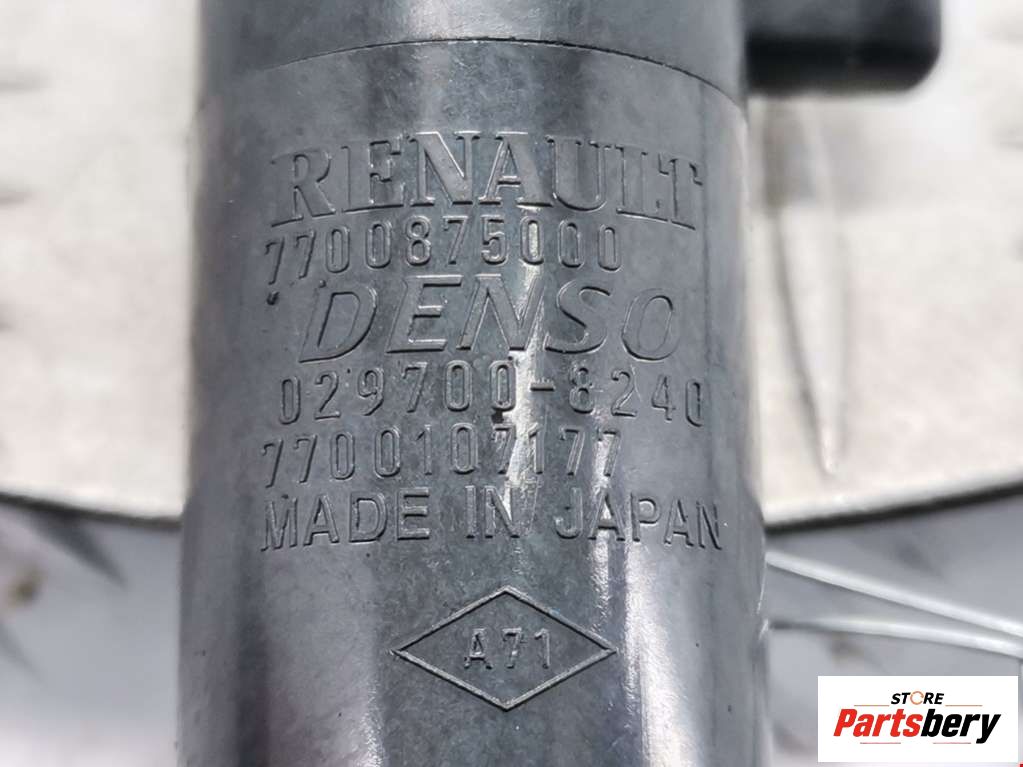 RENAULT
7700875000
DENSO
029700-8240
7700107177
MADE IN JAPAN
A71
STORE
Partsbery